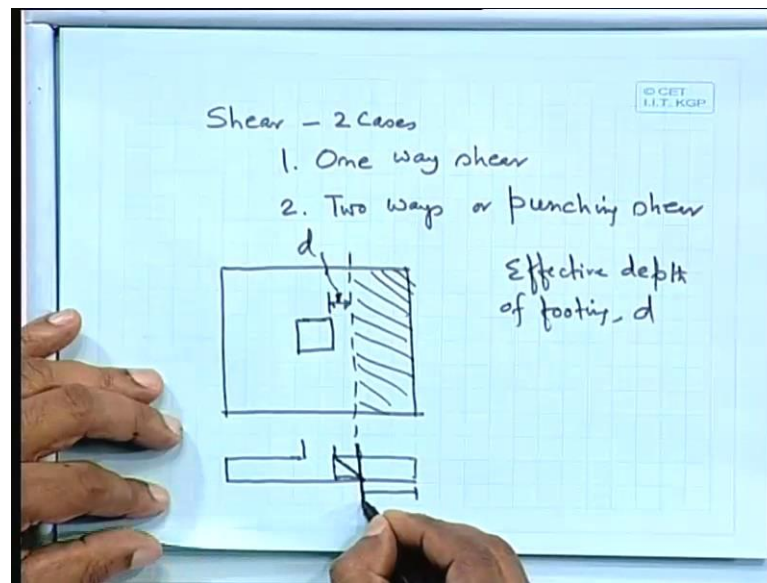 © CET
I.I.T. KGP
Shear – 2 Cases
1. One way shear
2. Two ways or punching shear
d
Effective depth
of footing, d